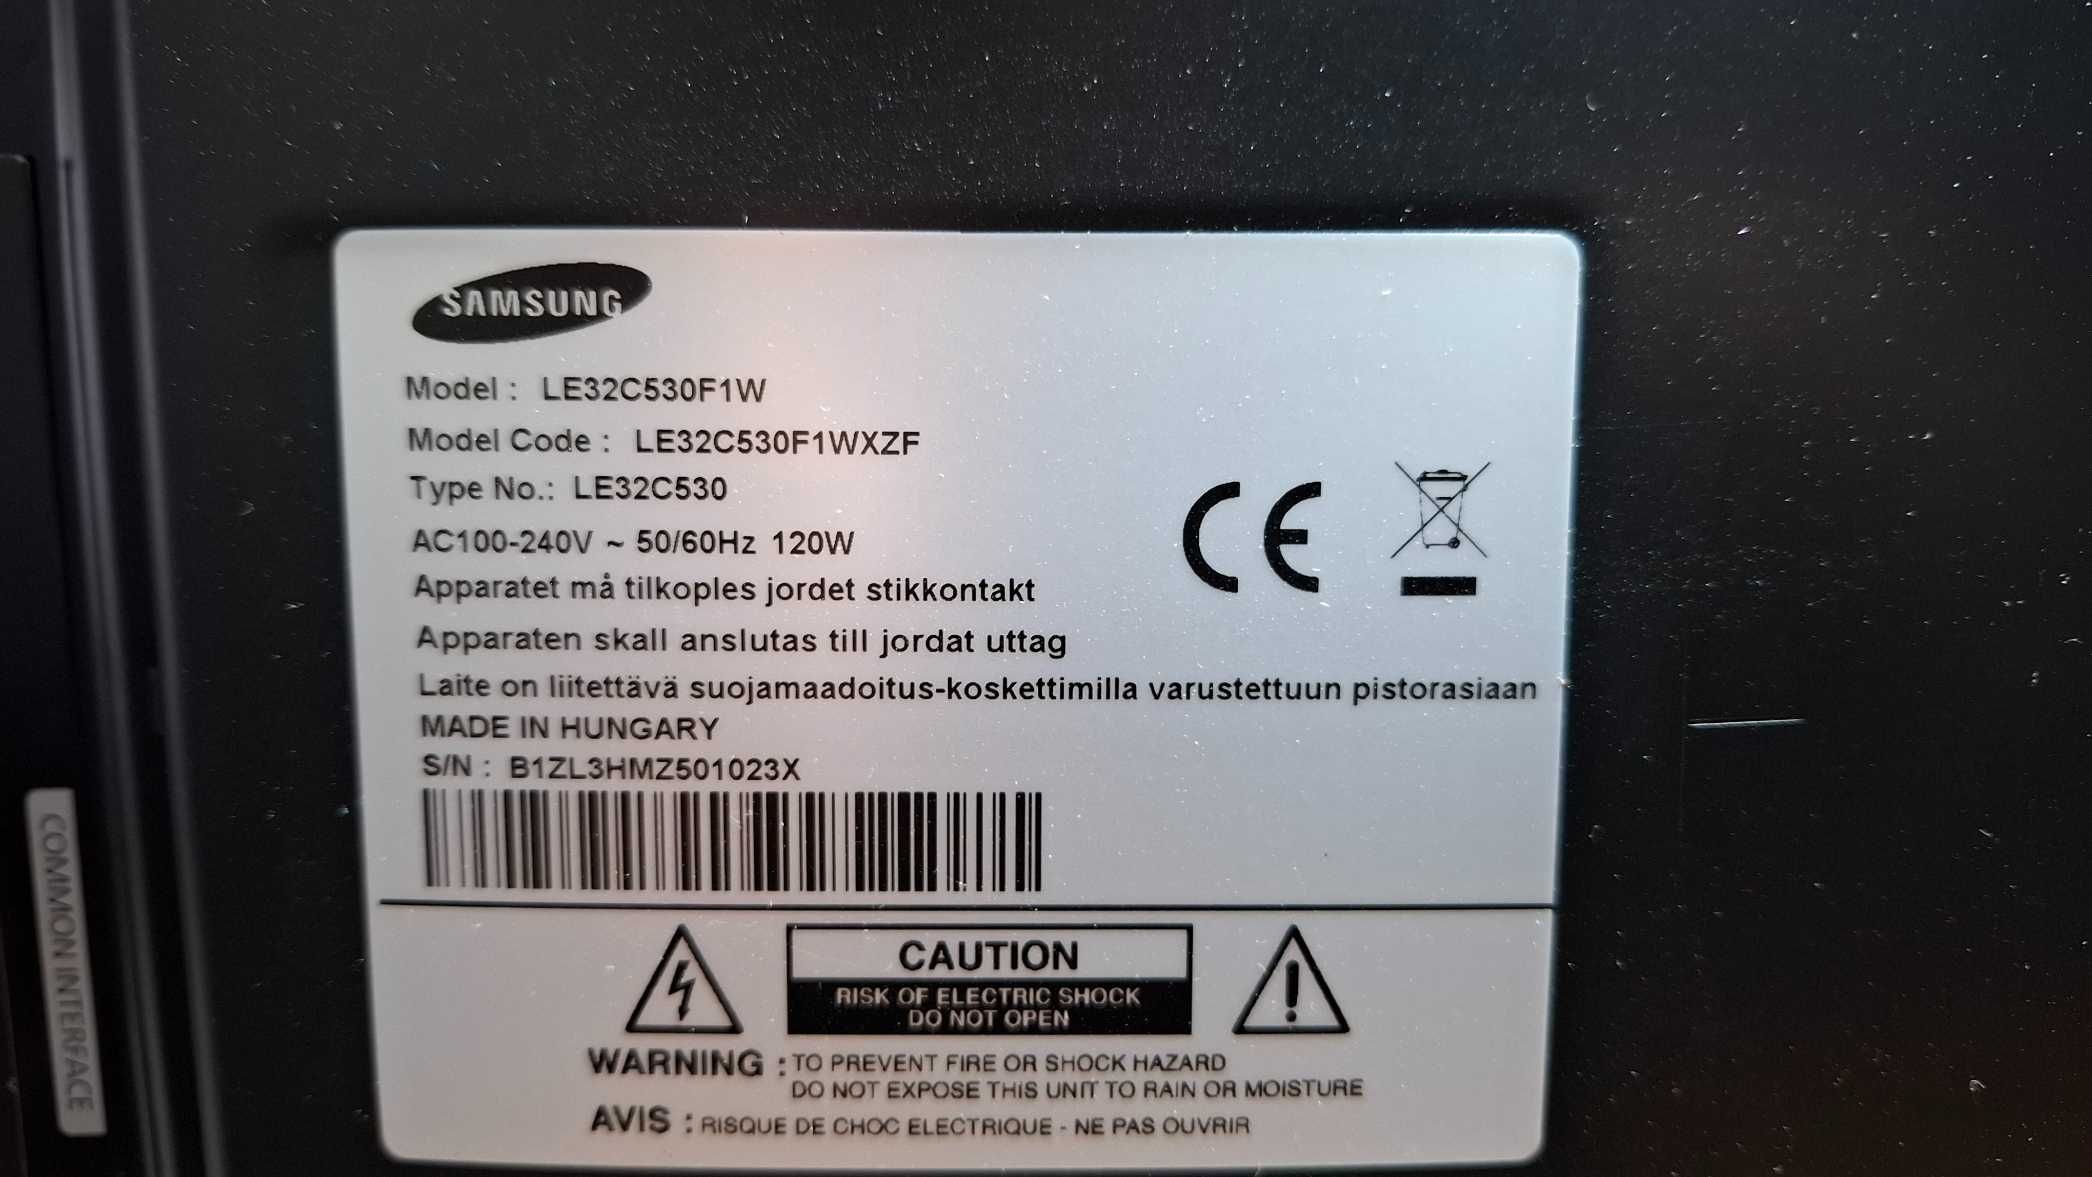 SAMSUNG
Model : LE32C530F1W
Model Code : LE32C530F1WXZF
Type No.: LE32C530
AC100-240V ~ 50/60Hz 120W
Apparatet må tilkoples jordet stikkontakt
Apparaten skall anslutas till jordat uttag
Laite on liitettävä suojamaadoitus-koskettimilla varustettuun pistorasiaan
MADE IN HUNGARY
S/N : B1ZL3HMZ501023X
CE
CAUTION
RISK OF ELECTRIC SHOCK
DO NOT OPEN
WARNING : TO PREVENT FIRE OR SHOCK HAZARD
DO NOT EXPOSE THIS UNIT TO RAIN OR MOISTURE
AVIS : RISQUE DE CHOC ELECTRIQUE - NE PAS OUVRIR
COMMON INTERFACE